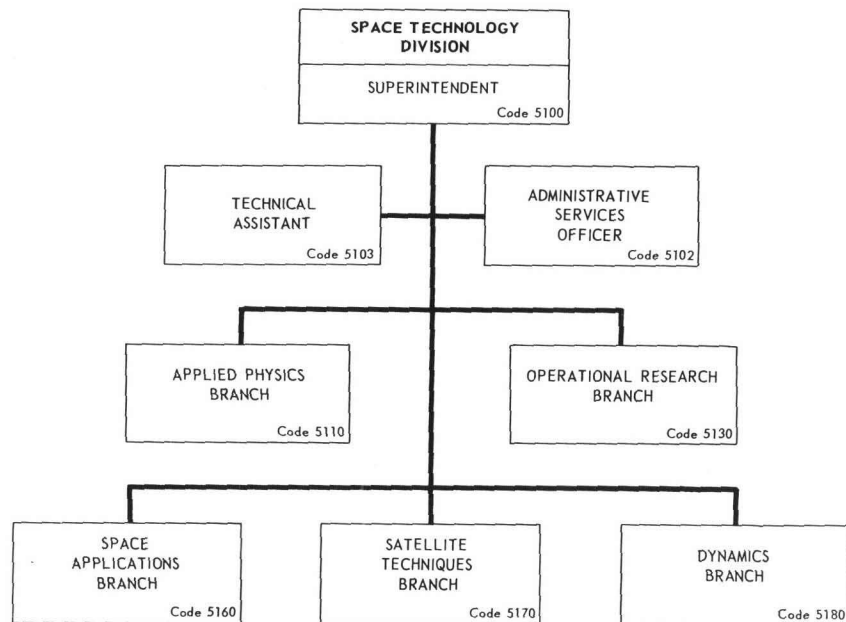 SPACE TECHNOLOGY
DIVISION
SUPERINTENDENT
Code 5100
TECHNICAL
ASSISTANT
Code 5103
ADMINISTRATIVE
SERVICES
OFFICER
Code 5102
APPLIED PHYSICS
BRANCH
Code 5110
OPERATIONAL RESEARCH
BRANCH
Code 5130
SPACE
APPLICATIONS
BRANCH
Code 5160
SATELLITE
TECHNIQUES
BRANCH
Code 5170
DYNAMICS
BRANCH
Code 5180